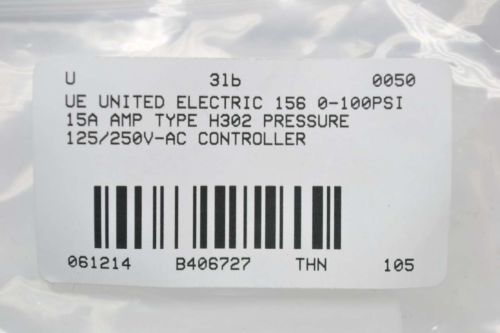 U 3lb 0050
UE UNITED ELECTRIC 156 0-100PSI
15A AMP TYPE H302 PRESSURE
125/250V-AC CONTROLLER
061214 B406727 THN 105